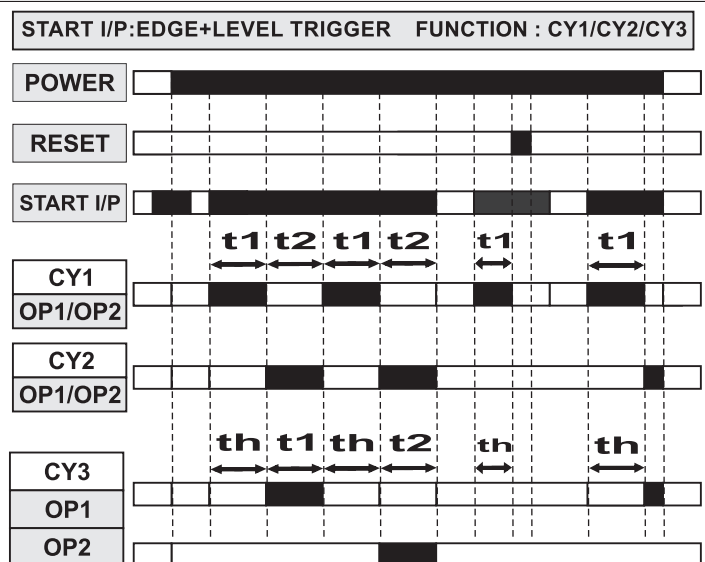 START I/P:EDGE+LEVEL TRIGGER FUNCTION : CY1/CY2/CY3
POWER
RESET
START I/P
t1 t2 t1 t2 t1 t1
CY1
OP1/OP2
CY2
OP1/OP2
th t1 th t2 th th
CY3
OP1
OP2